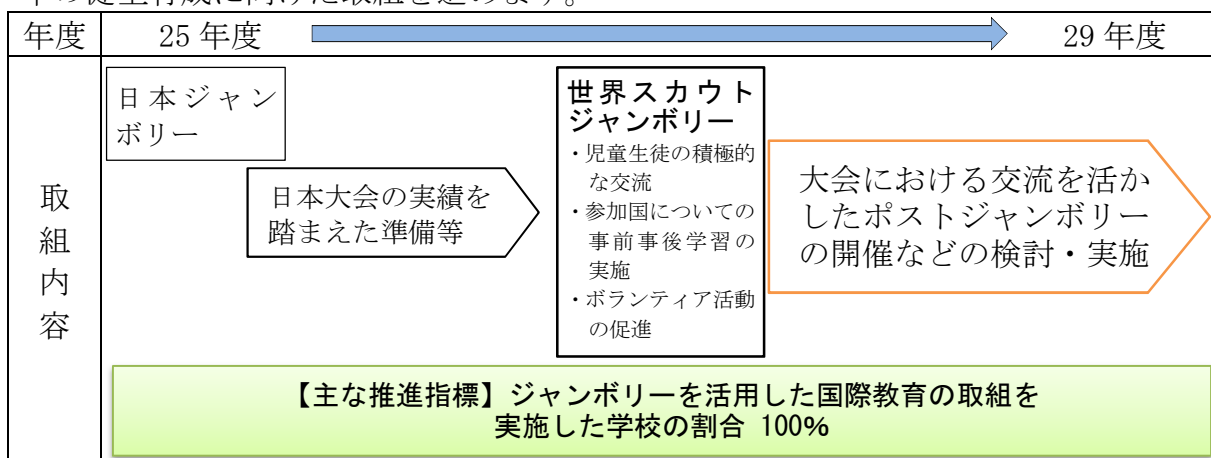 年度
25 年度
29 年度
取組内容
日本ジャン
ボリー
日本大会の実績を
踏まえた準備等
世界スカウト
ジャンボリー
・児童生徒の積極的
な交流
・参加国についての
事前事後学習の
実施
・ボランティア活動
の促進
大会における交流を活か
したポストジャンボリー
の開催などの検討・実施
【主な推進指標】ジャンボリーを活用した国際教育の取組を
実施した学校の割合 100%